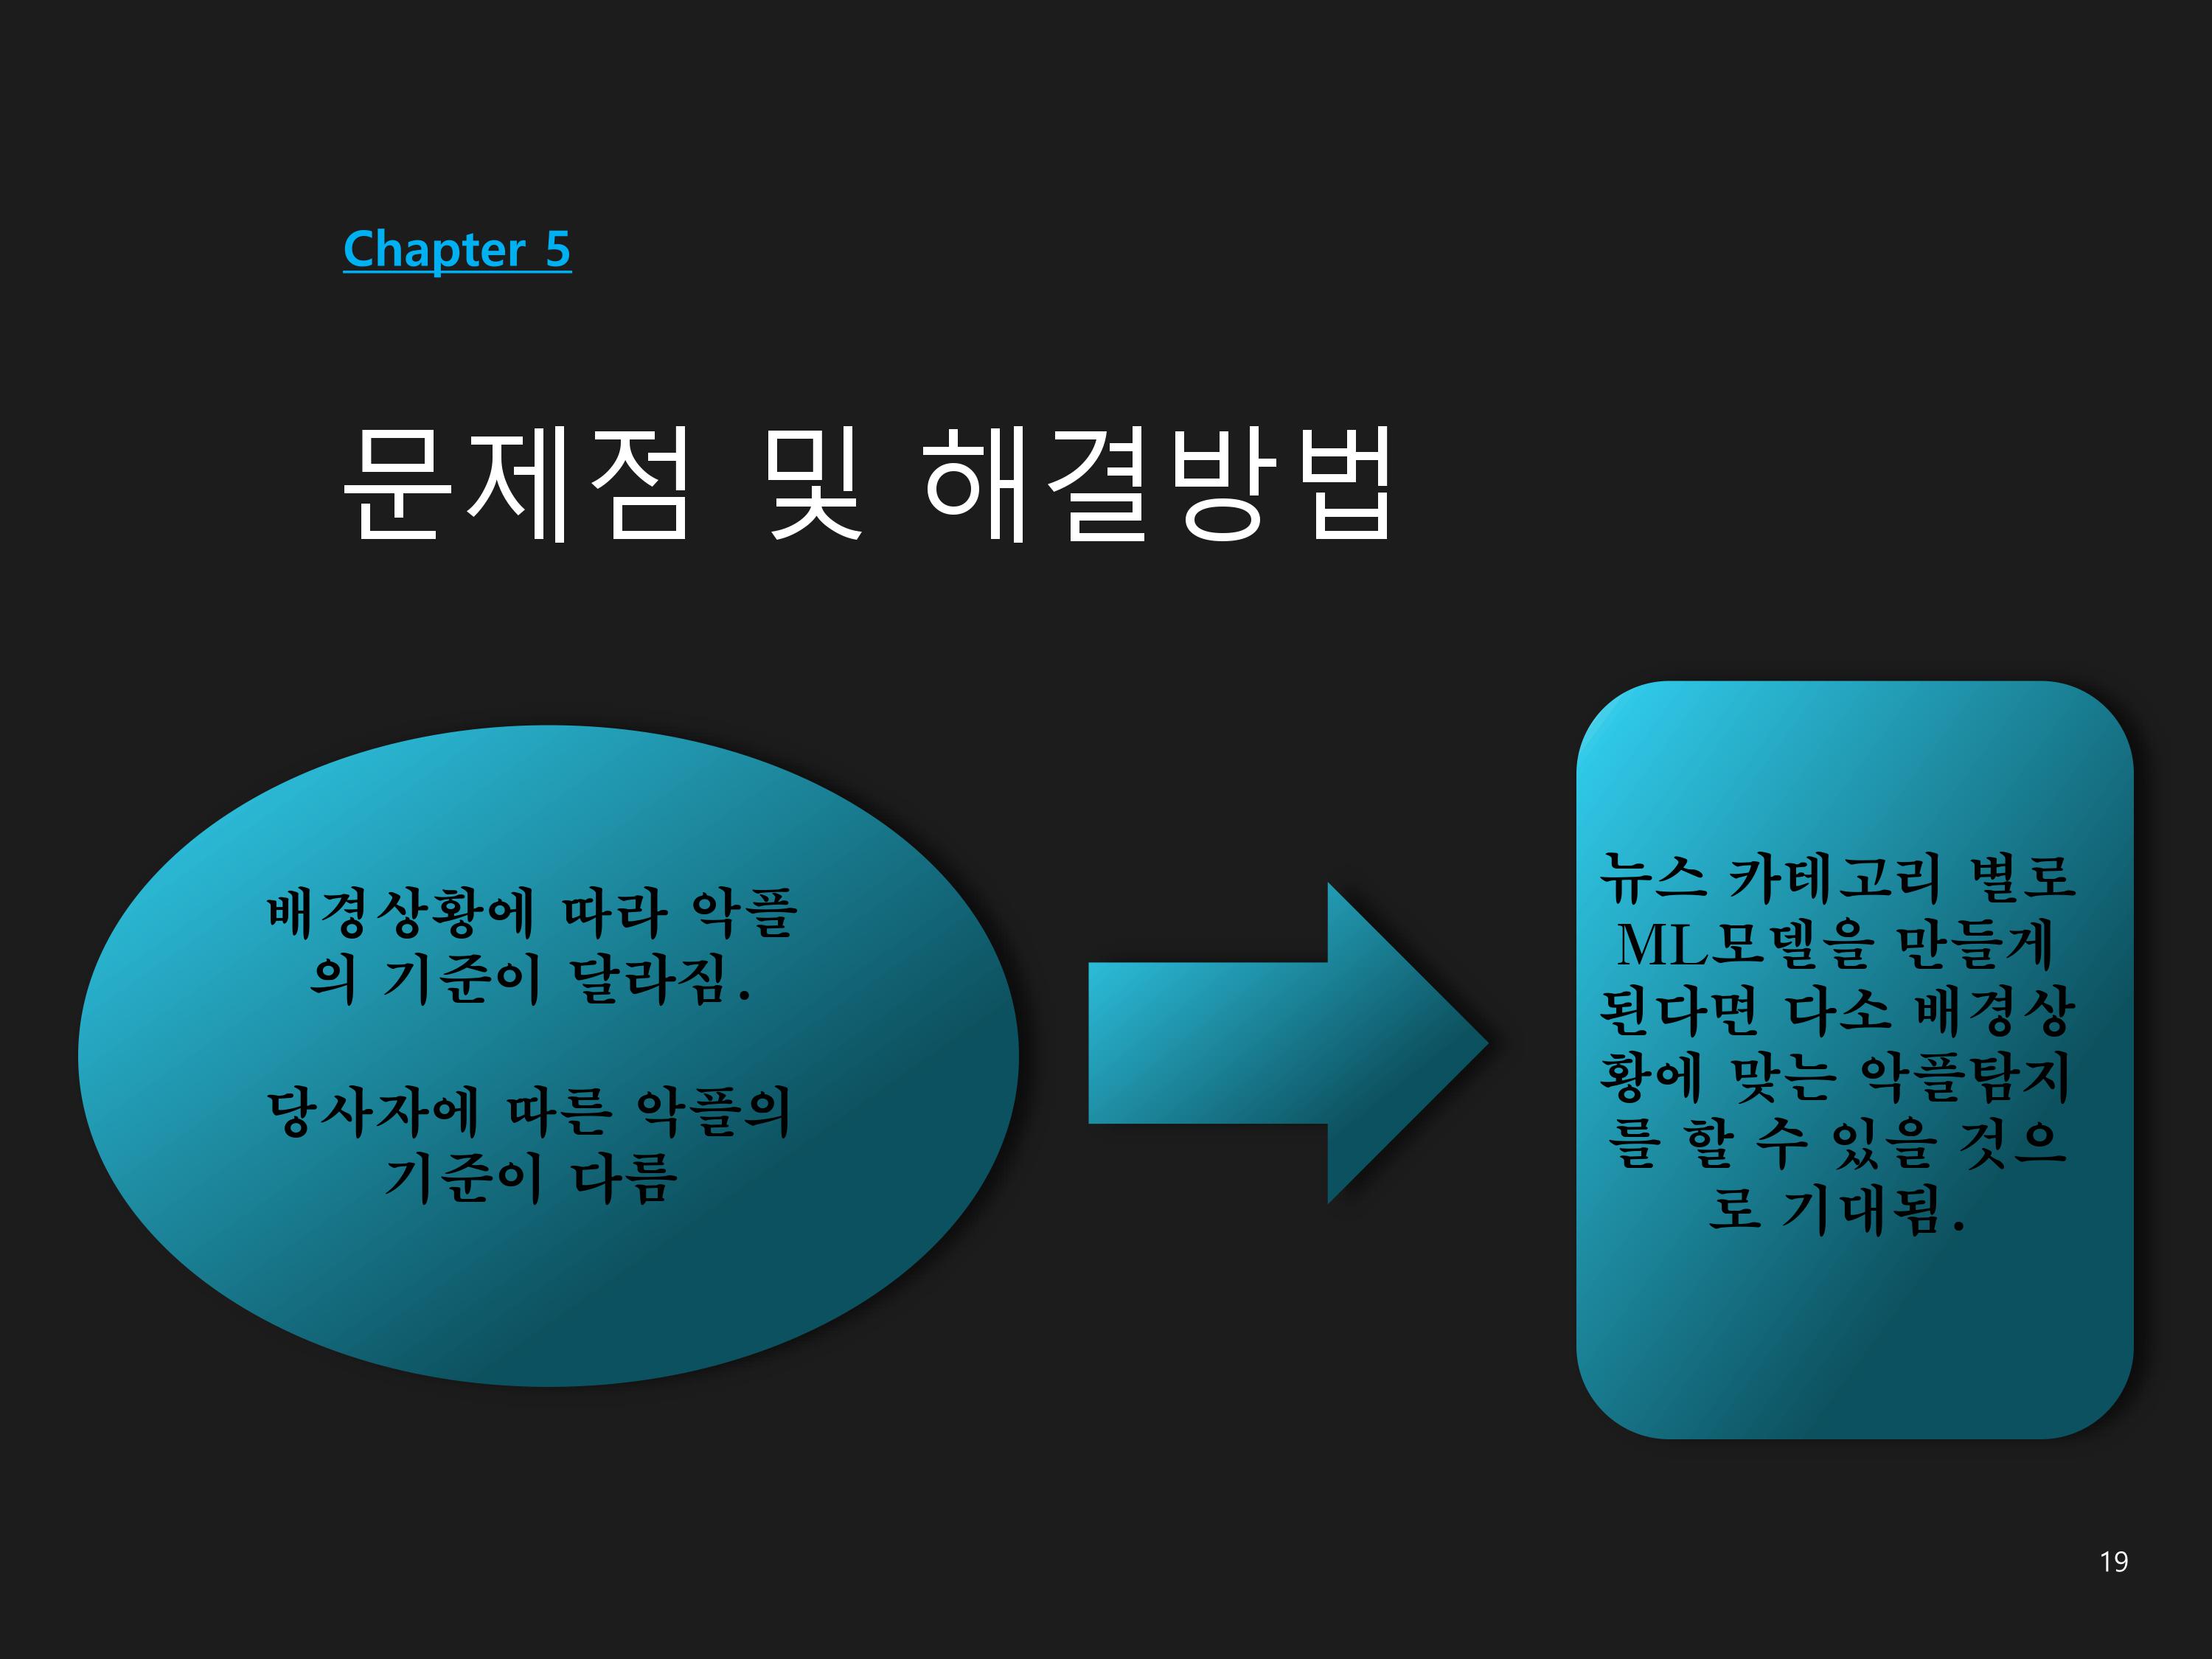 Chapter 5
문제점 및 해결방법
배경상황에 따라 악플
의 기준이 달라짐.
당사자에 따른 악플의
기준이 다름
뉴스 카테고리 별로
ML모델을 만들게
된다면 다소 배경상
황에 맞는 악플탐지
를 할 수 있을 것으
로 기대됨.
19